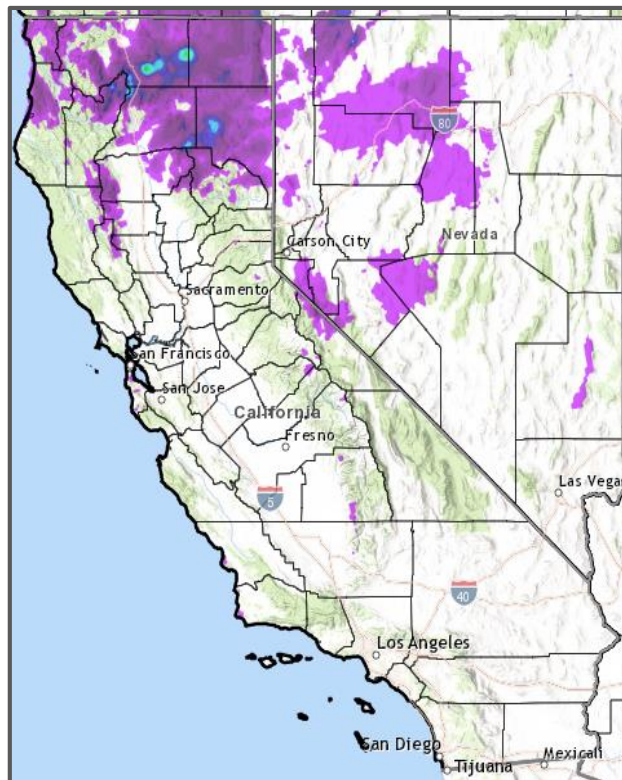 80
Nevada
Carson City
Sacramento
San Francisco
San Jose
California
Fresno
Las Vegas
5
40
Los Angeles
San Diego
Tijuana
Mexicali